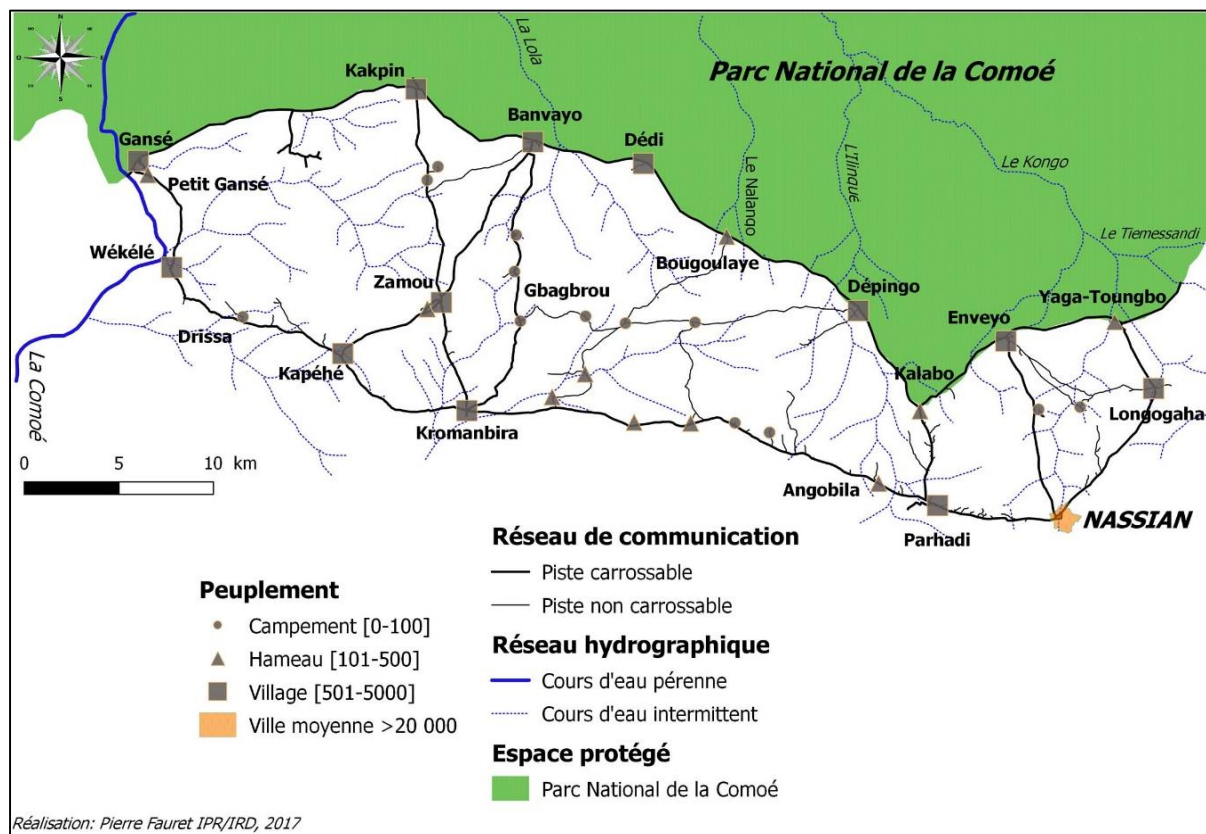 N
O
E
S
La Lola
Parc National de la Comoé
Kakpin
Banvayo
Dédi
Gansé
Petit Gansé
Le Nalanqo
L'Ilinqué
Le Kongo
Le Tiemessandi
Wékélé
Bougoulaye
Zamou
Gbagbrou
Dépingo
Yaga-Toungbo
Enveyo
Drissa
Kapéhé
Kalabo
La Comoé
Kromanbira
Longogaha
0 5 10 km
Angobila
Parhadi
NASSIAN
Peuplement
Campement [0-100]
Hameau [101-500]
Village [501-5000]
Ville moyenne >20 000
Réseau de communication
Piste carrossable
Piste non carrossable
Réseau hydrographique
Cours d'eau pérenne
Cours d'eau intermittent
Espace protégé
Parc National de la Comoé
Réalisation: Pierre Fauret IPR/IRD, 2017